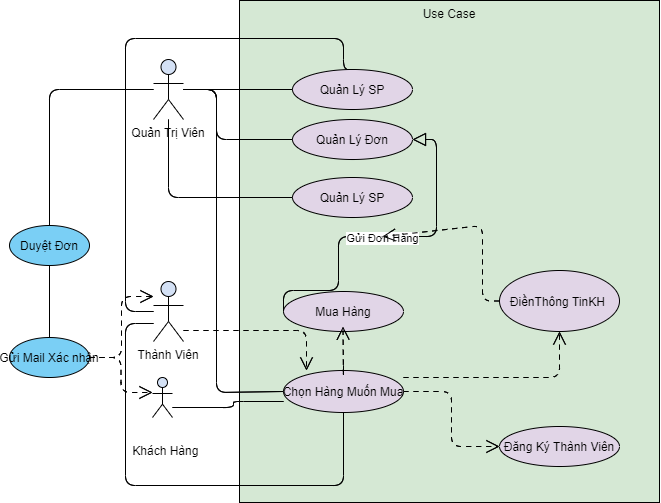 Use Case
Quản Lý SP
Quản Trị Viên
Quản Lý Đơn
Quản Lý SP
Duyệt Đơn
Gửi Đơn Hàng
ĐiềnThông TinKH
Mua Hàng
Gửi Mail Xác nhận
Thành Viên
Chọn Hàng Muốn Mua
Khách Hàng
Đăng Ký Thành Viên